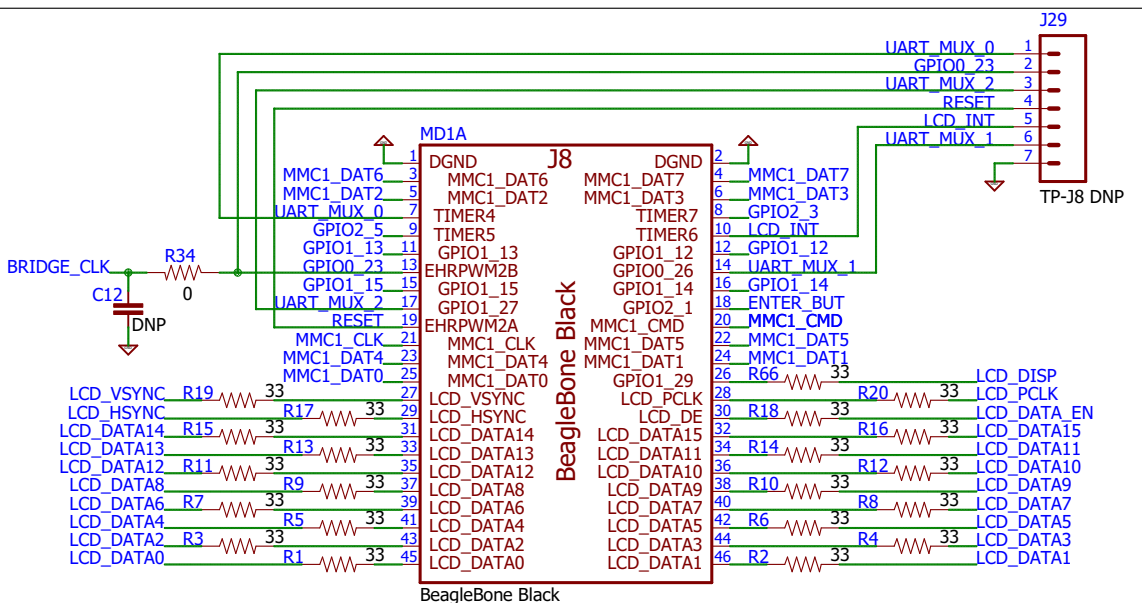 J29
UART_MUX_0 1
GPIO0_23 2
UART_MUX_2 3
RESET 4
LCD_INT 5
UART_MUX_1 6
7
TP-J8 DNP
MD1A
J8
1 DGND DGND 2
MMC1_DAT6 3 MMC1_DAT6 MMC1_DAT7 4 MMC1_DAT7
MMC1_DAT2 5 MMC1_DAT2 MMC1_DAT3 6 MMC1_DAT3
UART_MUX_0 7 TIMER4 TIMER7 8 GPIO2_3
GPIO2_5 9 TIMER5 TIMER6 10 LCD_INT
GPIO1_13 11 GPIO1_13 GPIO1_12 12 GPIO1_12
BRIDGE_CLK R34 0 GPIO0_23 13 EHRPWM2B GPIO0_26 14 UART_MUX_1
GPIO1_15 15 GPIO1_15 GPIO1_14 16 GPIO1_14
C12 DNP
UART_MUX_2 17 GPIO1_27 GPIO2_1 18 ENTER_BUT
RESET 19 EHRPWM2A MMC1_CMD 20 MMC1_CMD
MMC1_CLK 21 MMC1_CLK MMC1_DAT5 22 MMC1_DAT5
MMC1_DAT4 23 MMC1_DAT4 MMC1_DAT1 24 MMC1_DAT1
MMC1_DAT0 25 MMC1_DAT0 GPIO1_29 26 R66 33 LCD_DISP
LCD_VSYNC R19 33 27 LCD_VSYNC LCD_PCLK 28 R20 33 LCD_PCLK
LCD_HSYNC R17 33 29 LCD_HSYNC LCD_DE 30 R18 33 LCD_DATA_EN
LCD_DATA14 R15 33 31 LCD_DATA14 LCD_DATA15 32 R16 33 LCD_DATA15
LCD_DATA13 R13 33 33 LCD_DATA13 LCD_DATA11 34 R14 33 LCD_DATA11
LCD_DATA12 R11 33 35 LCD_DATA12 LCD_DATA10 36 R12 33 LCD_DATA10
LCD_DATA8 R9 33 37 LCD_DATA8 LCD_DATA9 38 R10 33 LCD_DATA9
LCD_DATA6 R7 33 39 LCD_DATA6 LCD_DATA7 40 R8 33 LCD_DATA7
LCD_DATA4 R5 33 41 LCD_DATA4 LCD_DATA5 42 R6 33 LCD_DATA5
LCD_DATA2 R3 33 43 LCD_DATA2 LCD_DATA3 44 R4 33 LCD_DATA3
LCD_DATA0 R1 33 45 LCD_DATA0 LCD_DATA1 46 R2 33 LCD_DATA1
BeagleBone Black
BeagleBone Black